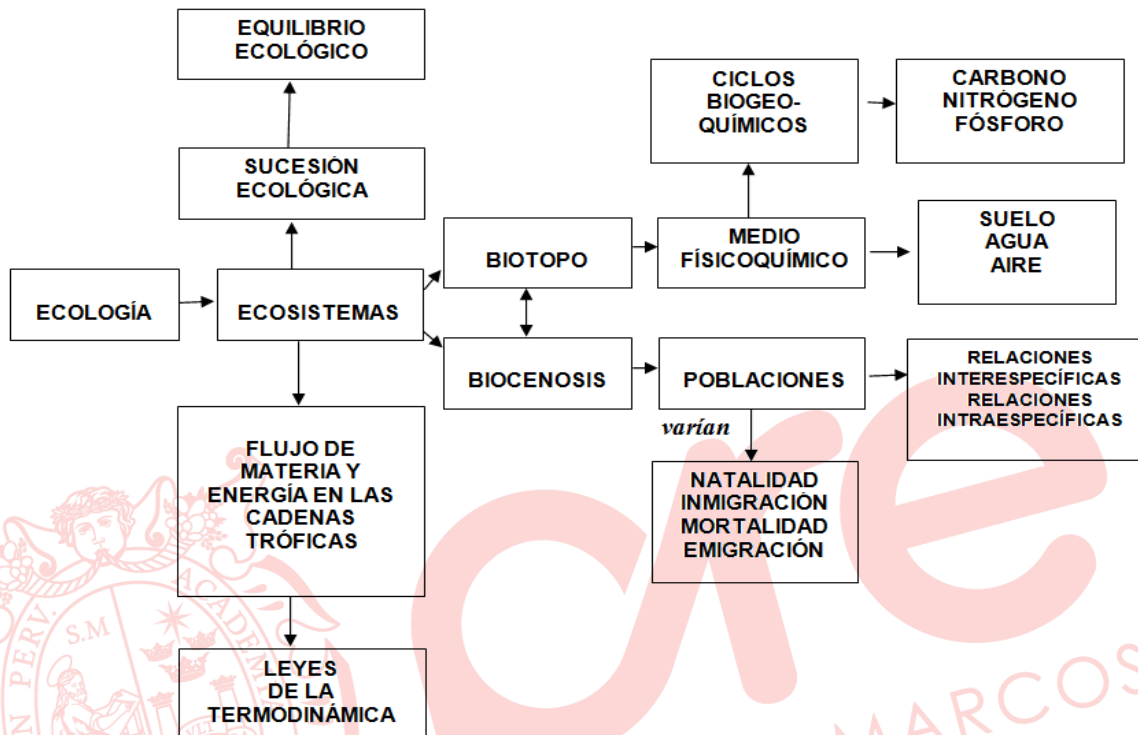 EQUILIBRIO
ECOLÓGICO
CICLOS
BIOGEO-
QUÍMICOS
CARBONO
NITRÓGENO
FÓSFORO
SUCESIÓN
ECOLÓGICA
BIOTOPO
MEDIO
FÍSICOQUÍMICO
SUELO
AGUA
AIRE
ECOLOGÍA
ECOSISTEMAS
BIOCENOSIS
POBLACIONES
RELACIONES
INTERESPECÍFICAS
RELACIONES
INTRAESPECÍFICAS
varían
FLUJO DE
MATERIA Y
ENERGÍA EN LAS
CADENAS
TRÓFICAS
NATALIDAD
INMIGRACIÓN
MORTALIDAD
EMIGRACIÓN
LEYES
DE LA
TERMODINÁMICA
cre
MARCOS
S.M
PERV.